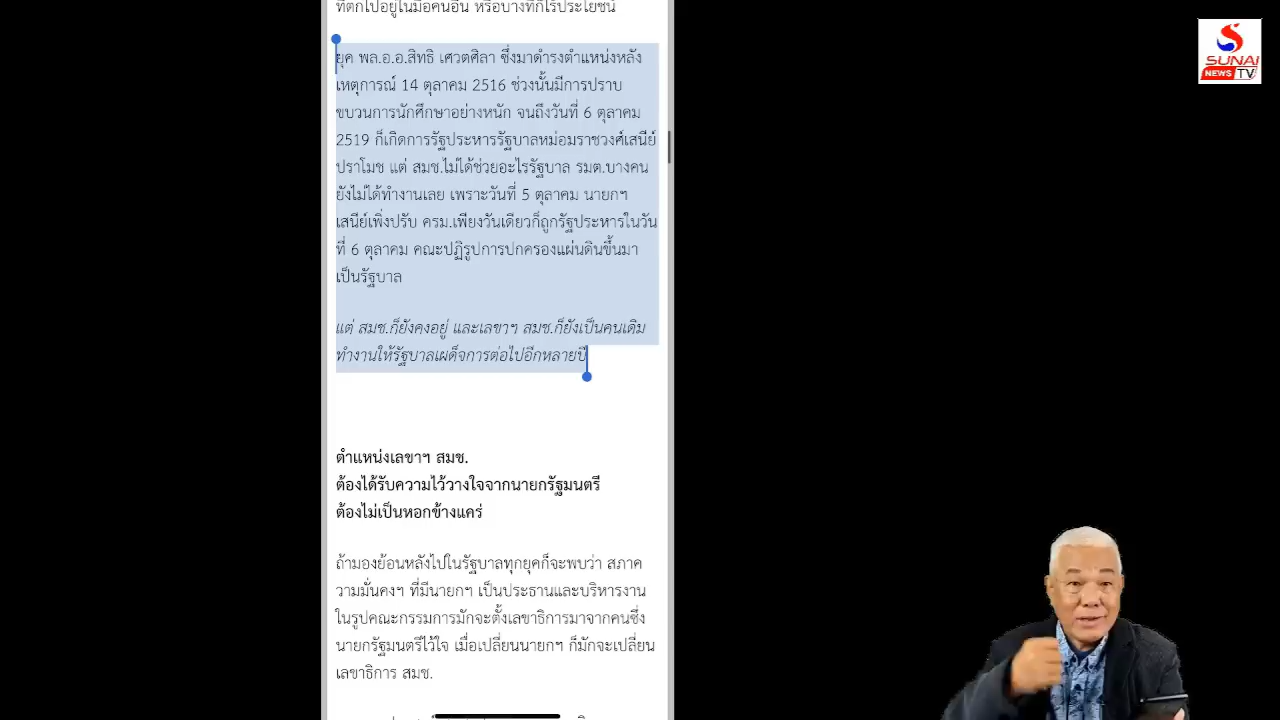 ที่ตกไปอยู่ในมือคนอื่น หรือบางทีก็ไร้ประโยชน์
ยุค พล.อ.อ.สิทธิ เศวตศิลา ซึ่งมาดำรงตำแหน่งหลัง
เหตุการณ์ 14 ตุลาคม 2516 ช่วงนั้นมีการปราบ
ขบวนการนักศึกษาอย่างหนัก จนถึงวันที่ 6 ตุลาคม
2519 ก็เกิดการรัฐประหารรัฐบาลหม่อมราชวงศ์เสนีย์
ปราโมช แต่ สมช.ไม่ได้ช่วยอะไรรัฐบาล รมต.บางคน
ยังไม่ได้ทำงานเลย เพราะวันที่ 5 ตุลาคม นายกฯ
เสนีย์เพิ่งปรับ ครม.เพียงวันเดียวก็ถูกรัฐประหารในวัน
ที่ 6 ตุลาคม คณะปฏิรูปการปกครองแผ่นดินขึ้นมา
เป็นรัฐบาล
แต่ สมช.ก็ยังคงอยู่ และเลขาฯ สมช.ก็ยังเป็นคนเดิม
ทำงานให้รัฐบาลเผด็จการต่อไปอีกหลายปี
ตำแหน่งเลขาฯ สมช.
ต้องได้รับความไว้วางใจจากนายกรัฐมนตรี
ต้องไม่เป็นหอกข้างแคร่
ถ้ามองย้อนหลังไปในรัฐบาลทุกยุคก็จะพบว่า สภาค
วามมั่นคงฯ ที่มีนายกฯ เป็นประธานและบริหารงาน
ในรูปคณะกรรมการมักจะตั้งเลขาธิการมาจากคนซึ่ง
นายกรัฐมนตรีไว้ใจ เมื่อเปลี่ยนนายกฯ ก็มักจะเปลี่ยน
เลขาธิการ สมช.
SUNAI
NEWS TV